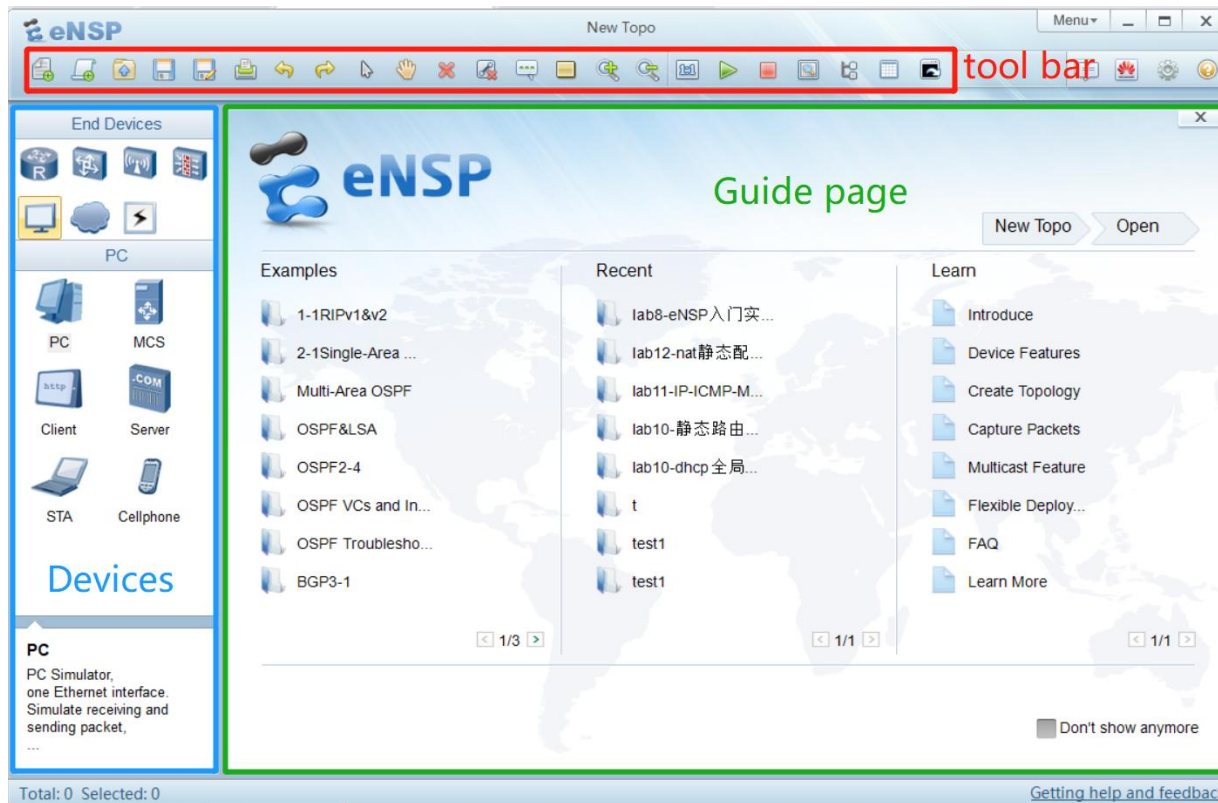 eNSP
New Topo
Menu
tool bar
End Devices
R
PC
PC
MCS
http
.COM
Client
Server
STA
Cellphone
Devices
PC
PC Simulator,
one Ethernet interface.
Simulate receiving and
sending packet,
...
X
eNSP
Guide page
New Topo
Open
Examples
1-1RIPv1&v2
2-1Single-Area ...
Multi-Area OSPF
OSPF&LSA
OSPF2-4
OSPF VCs and In...
OSPF Troublesho...
BGP3-1
< 1/3 >
Recent
lab8-eNSP入门实...
lab12-nat静态配...
lab11-IP-ICMP-M...
lab10-静态路由...
lab10-dhcp全局...
t
test1
test1
< 1/1 >
Learn
Introduce
Device Features
Create Topology
Capture Packets
Multicast Feature
Flexible Deploy...
FAQ
Learn More
< 1/1 >
Don't show anymore
Total: 0 Selected: 0
Getting help and feedbac